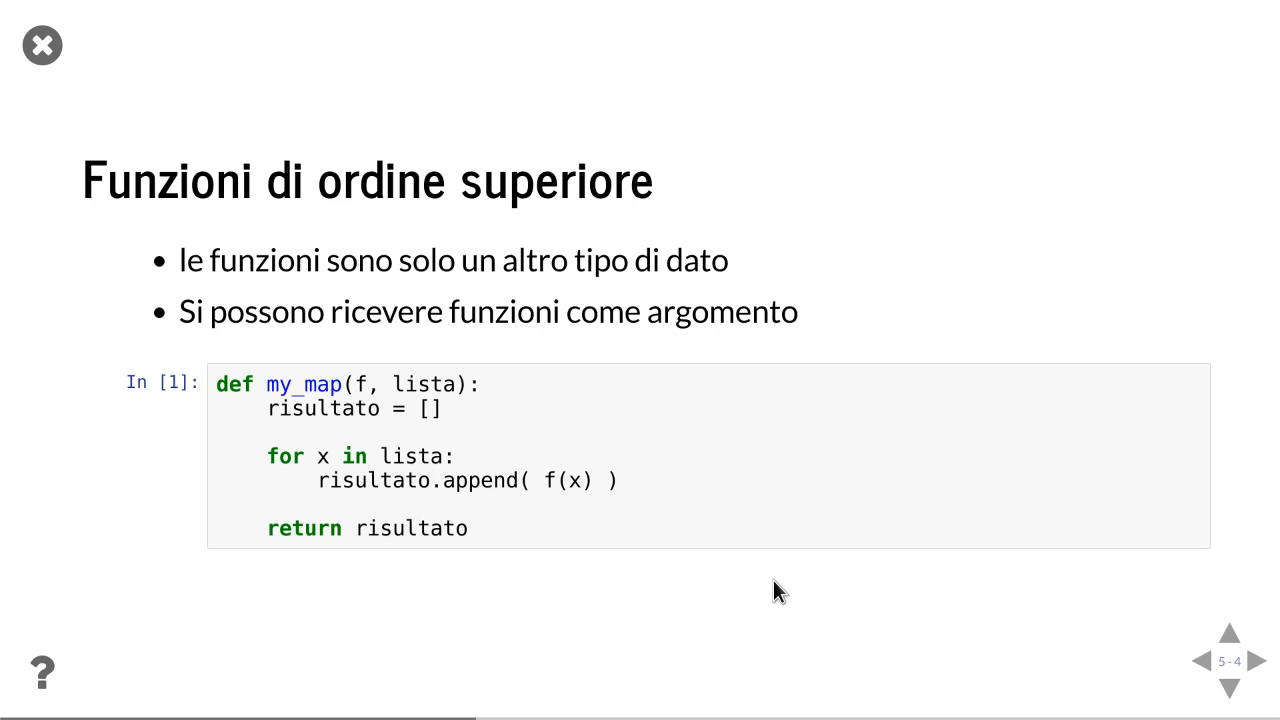 Funzioni di ordine superiore
le funzioni sono solo un altro tipo di dato
Si possono ricevere funzioni come argomento
In [1]: def my_map(f, lista):
    risultato = []
    for x in lista:
        risultato.append( f(x) )
    return risultato
?
5-4